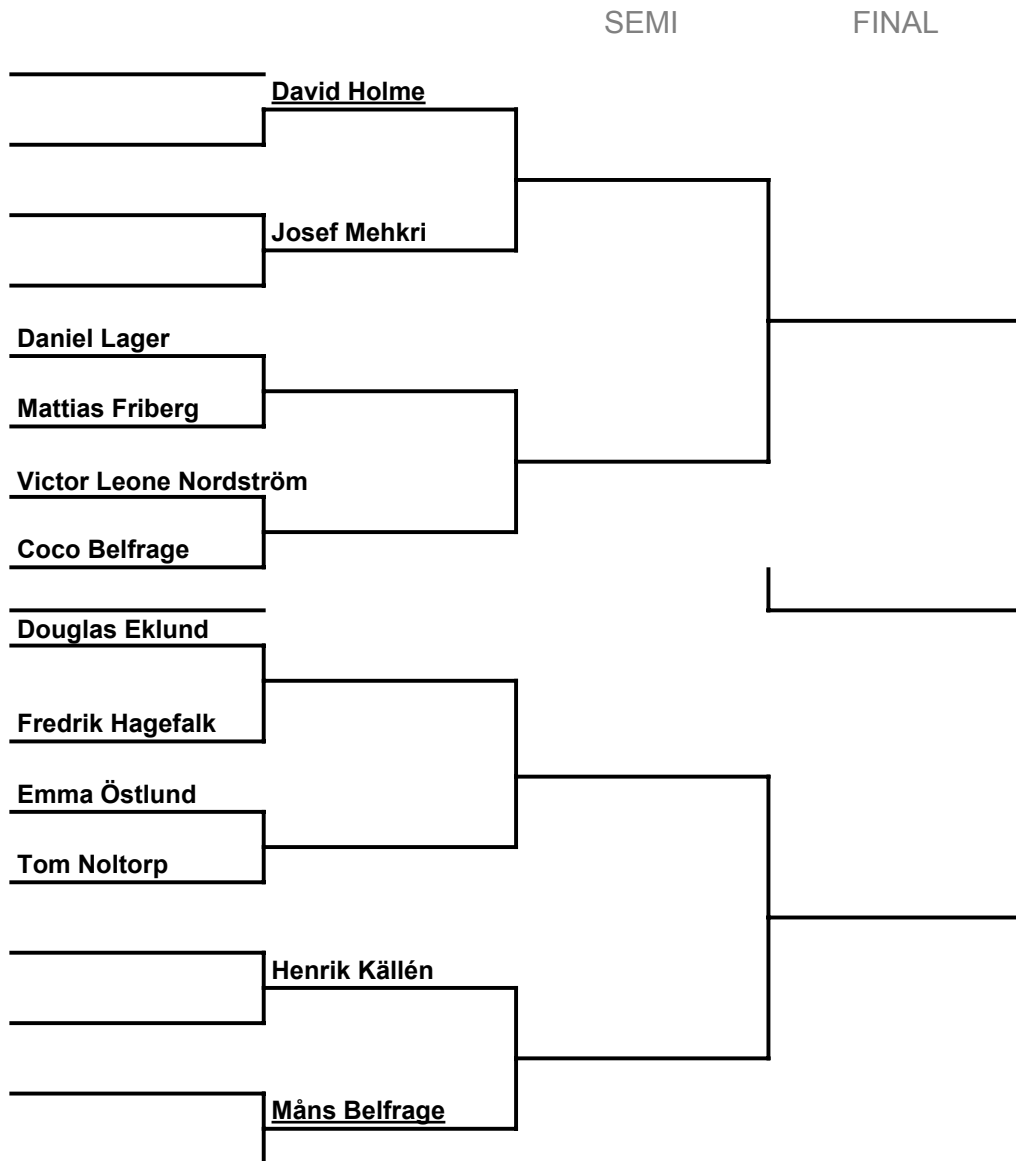 SEMI FINAL
David Holme
Josef Mehkri
Daniel Lager
Mattias Friberg
Victor Leone Nordström
Coco Belfrage
Douglas Eklund
Fredrik Hagefalk
Emma Östlund
Tom Noltorp
Henrik Källén
Måns Belfrage